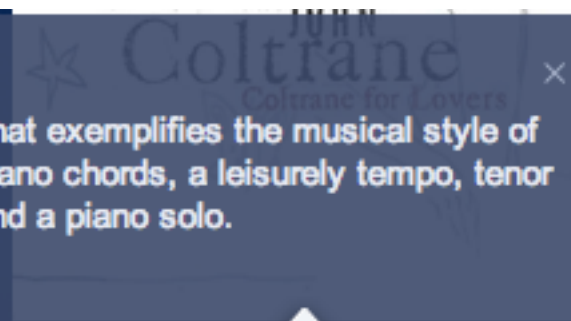 JOHN
Coltrane
Coltrane for Lovers
hat exemplifies the musical style of
ano chords, a leisurely tempo, tenor
nd a piano solo.